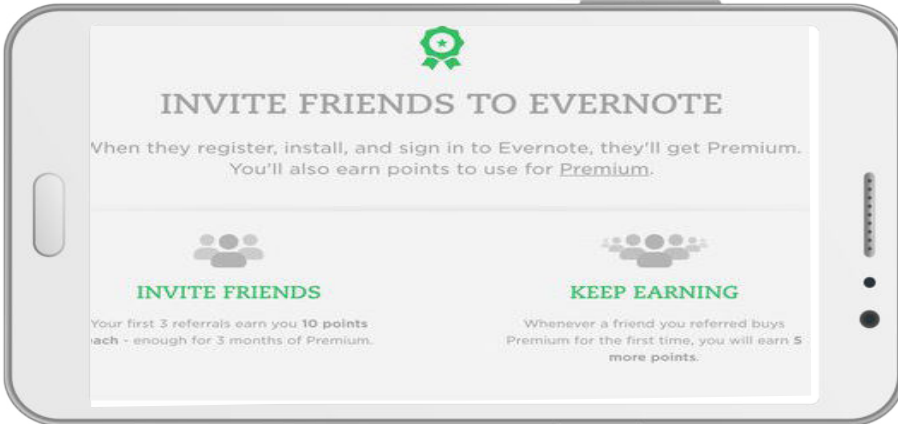 INVITE FRIENDS TO EVERNOTE
When they register, install, and sign in to Evernote, they'll get Premium.
You'll also earn points to use for Premium.
INVITE FRIENDS
Your first 3 referrals earn you 10 points
each - enough for 3 months of Premium.
KEEP EARNING
Whenever a friend you referred buys
Premium for the first time, you will earn 5
more points.